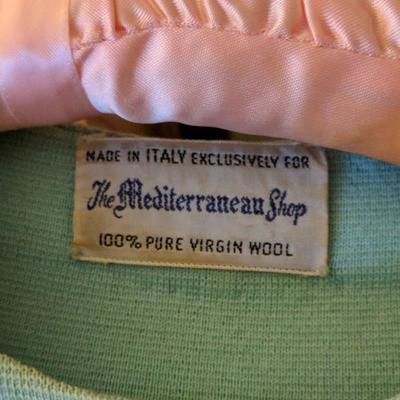 MADE IN ITALY EXCLUSIVELY FOR
The Mediterranean Shop
100% PURE VIRGIN WOOL